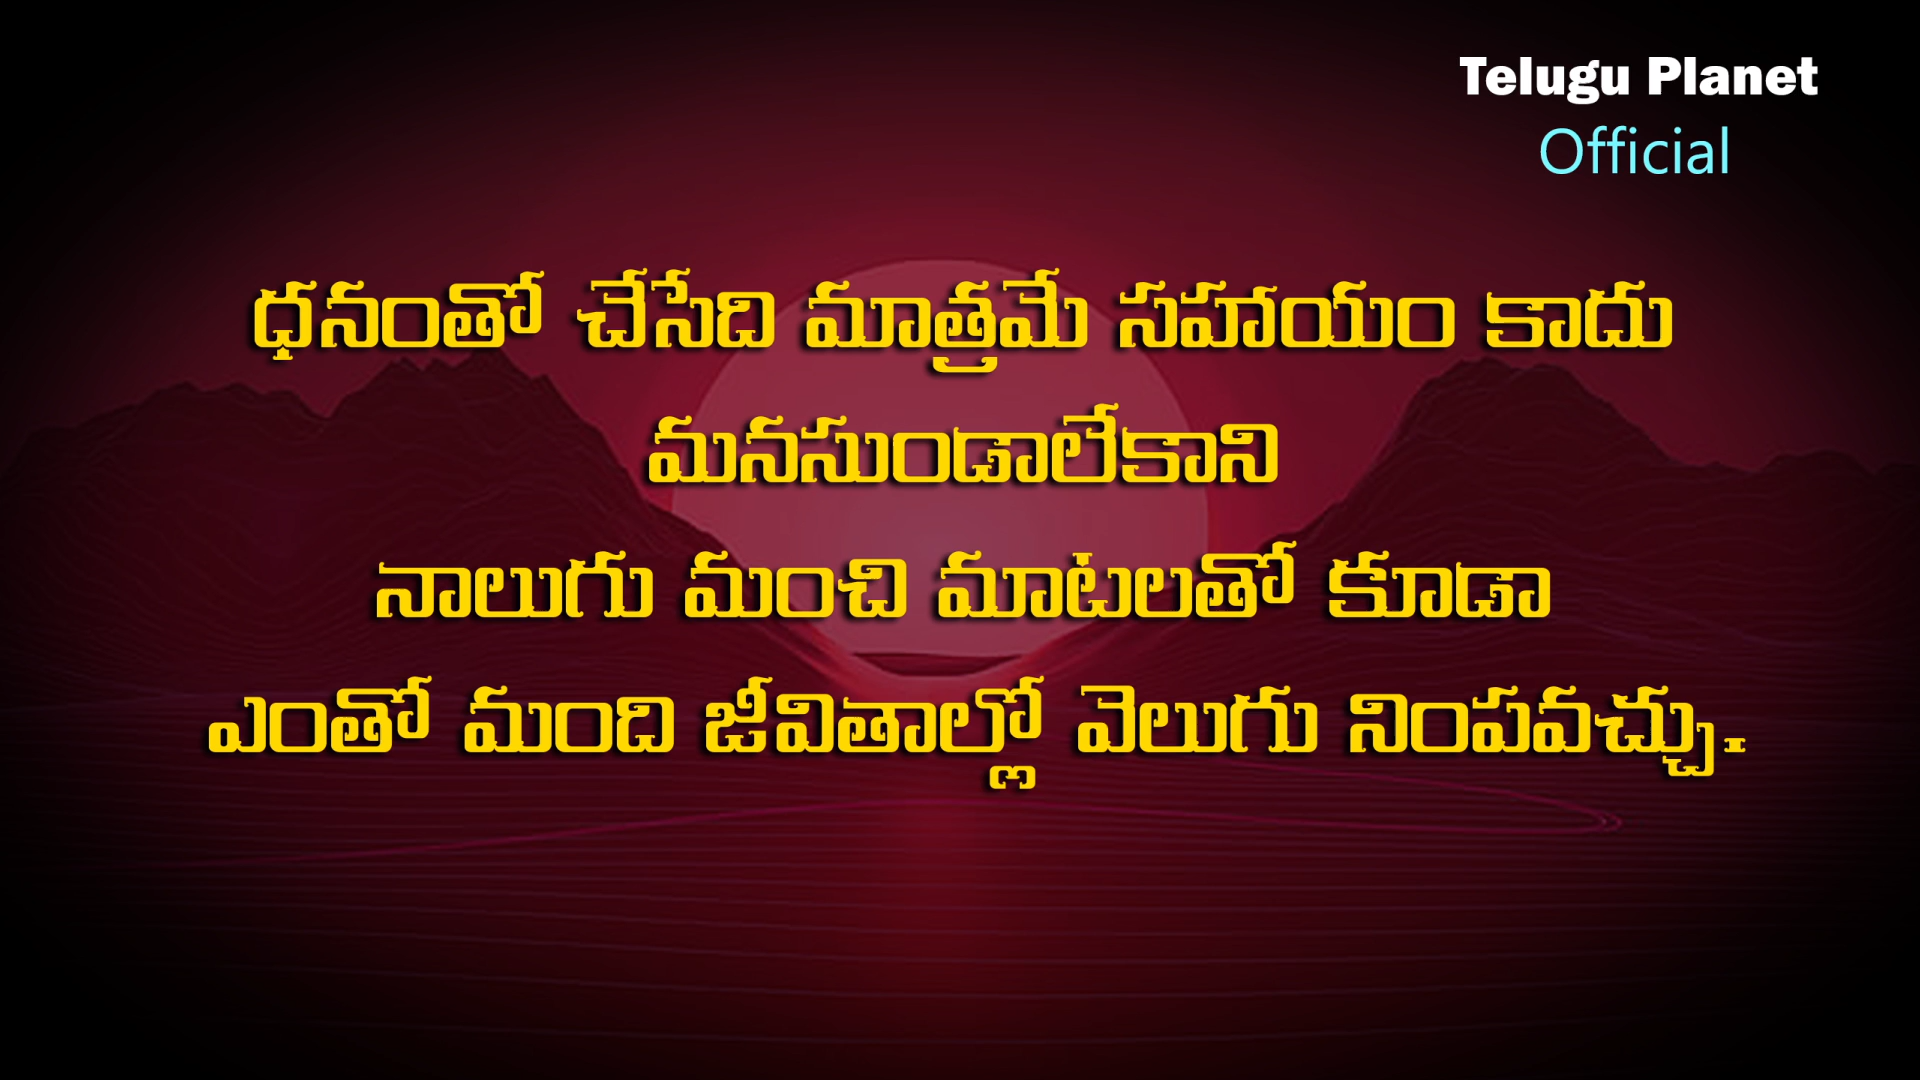 Telugu Planet
Official
ధనంతో చేసేది మాత్రమే సహాయం కాదు
మనసుండాలేకాని
నాలుగు మంచి మాటలతో కూడా
ఎంతో మంది జీవితాల్లో వెలుగు నింపవచ్చు.